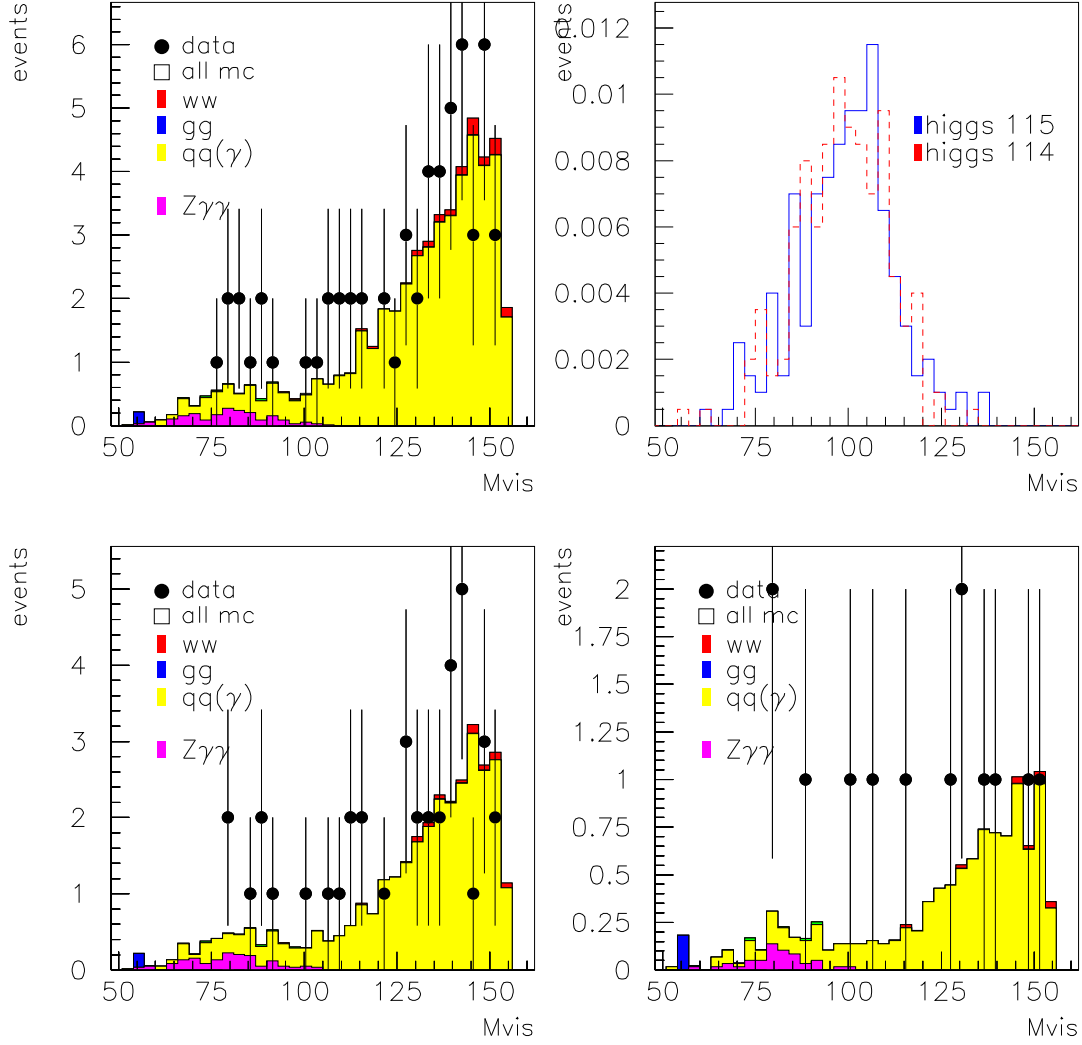 events
6
5
4
3
2
1
0
data
all mc
ww
gg
qq(γ)
Zγγ
50 75 100 125 150
Mvis
events
0.012
0.01
0.008
0.006
0.004
0.002
0
higgs 115
higgs 114
50 75 100 125 150
Mvis
events
5
4
3
2
1
0
data
all mc
ww
gg
qq(γ)
Zγγ
50 75 100 125 150
Mvis
events
2
1.75
1.5
1.25
1
0.75
0.5
0.25
0
data
all mc
ww
gg
qq(γ)
Zγγ
50 75 100 125 150
Mvis